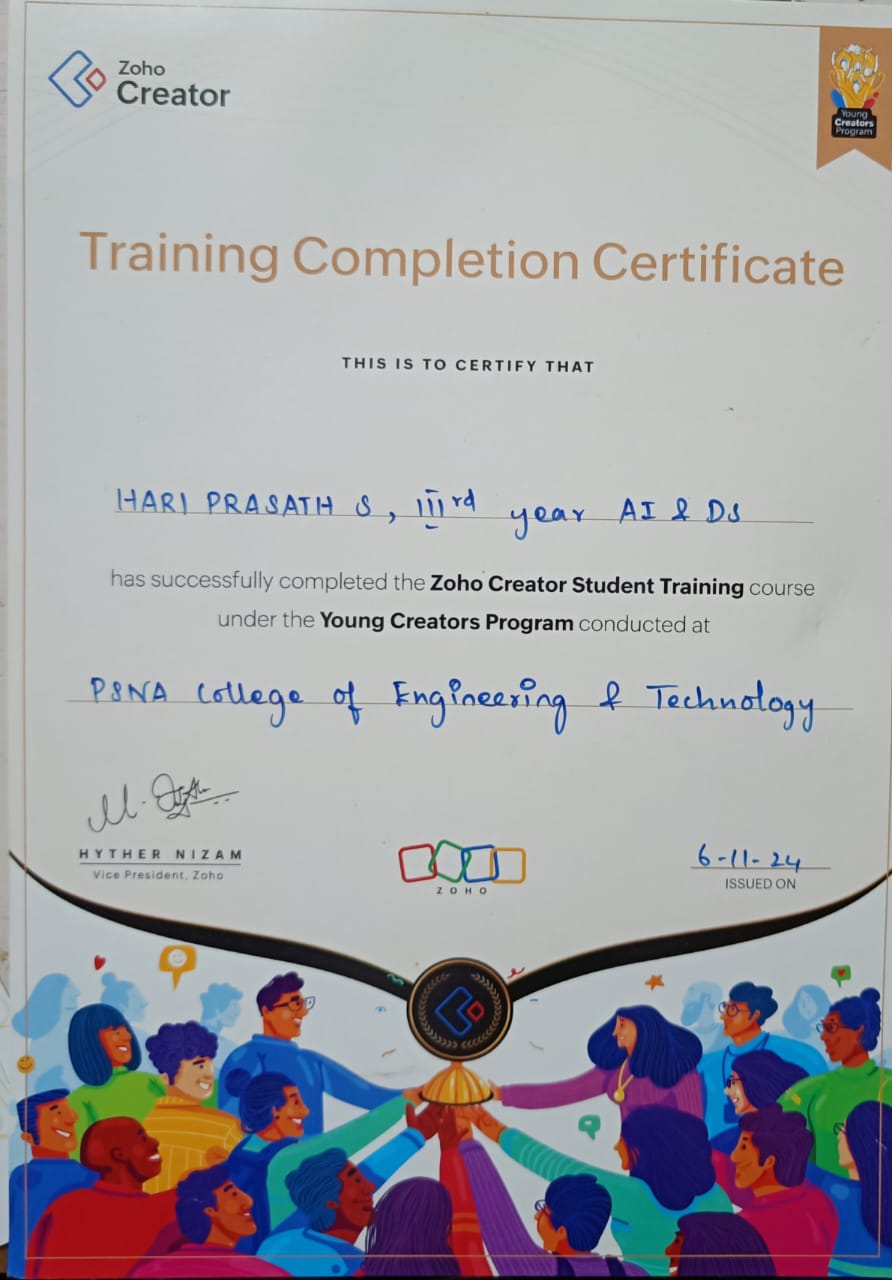 Zoho
Creator
Young
Creators
Program
Training Completion Certificate
THIS IS TO CERTIFY THAT
HARI PRASATH S, IIIrd year AI & DS
has successfully completed the Zoho Creator Student Training course
under the Young Creators Program conducted at
PSNA College of Engineering & Technology
HYTHER NIZAM
Vice President, Zoho
ZOHO
6-11-24
ISSUED ON